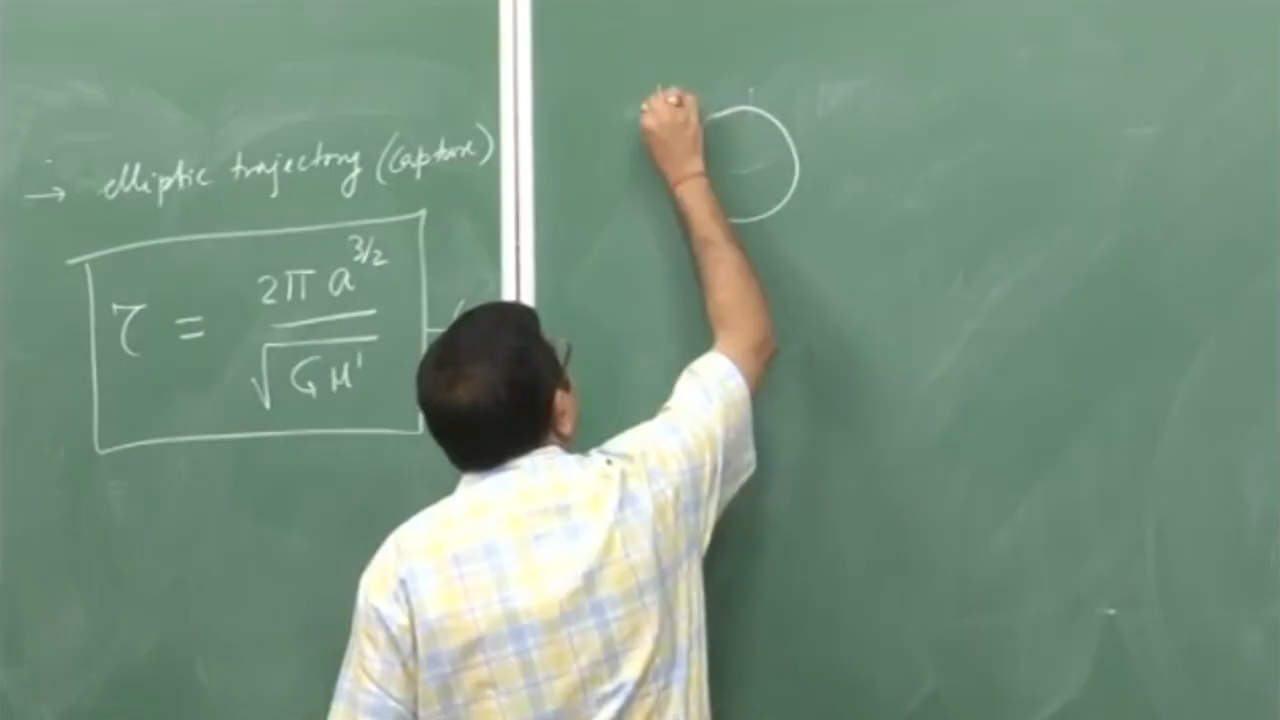 → elliptic trajectory (Capture)
τ = 2π a^3/2 / √GM'